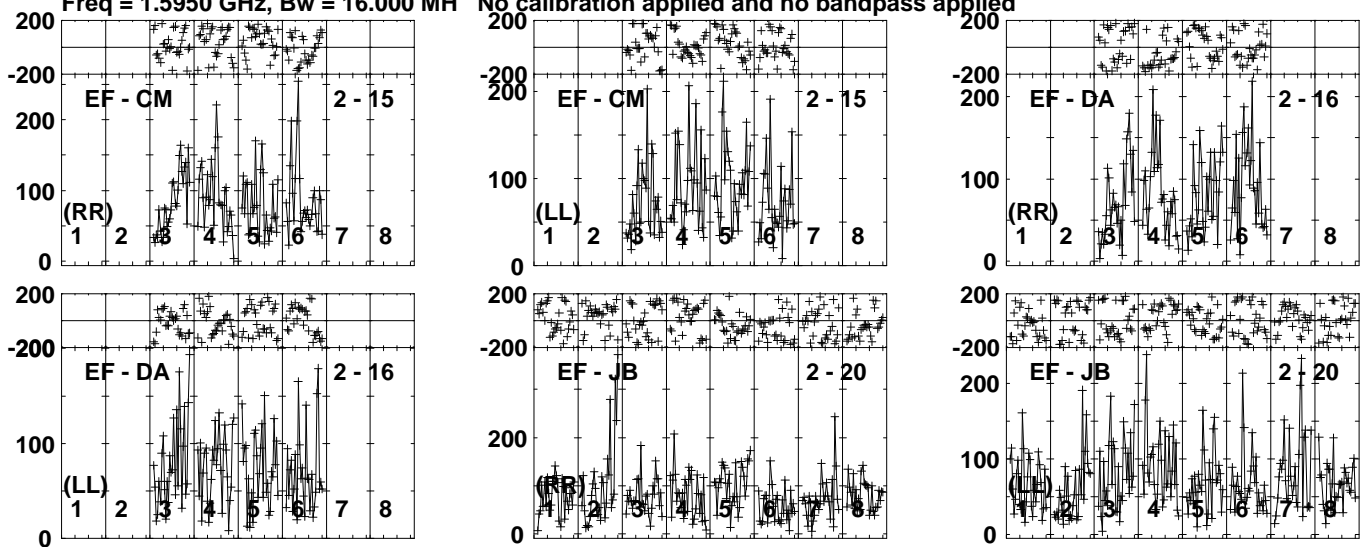 Freq = 1.5950 GHz, Bw = 16.000 MH   No calibration applied and no bandpass applied
200
-200
EF - CM 2 - 15
200
100
(RR)
1 2 3 4 5 6 7 8
0
200
-200
EF - CM 2 - 15
200
100
(LL)
1 2 3 4 5 6 7 8
0
200
-200
EF - DA 2 - 16
200
100
(RR)
1 2 3 4 5 6 7 8
0
200
-200
EF - DA 2 - 16
100
(LL)
1 2 3 4 5 6 7 8
0
200
-200
EF - JB 2 - 20
200
(RR)
1 2 3 4 5 6 7 8
0
200
-200
EF - JB 2 - 20
200
100
50
(LL)
1 2 3 4 5 6 7 8
0